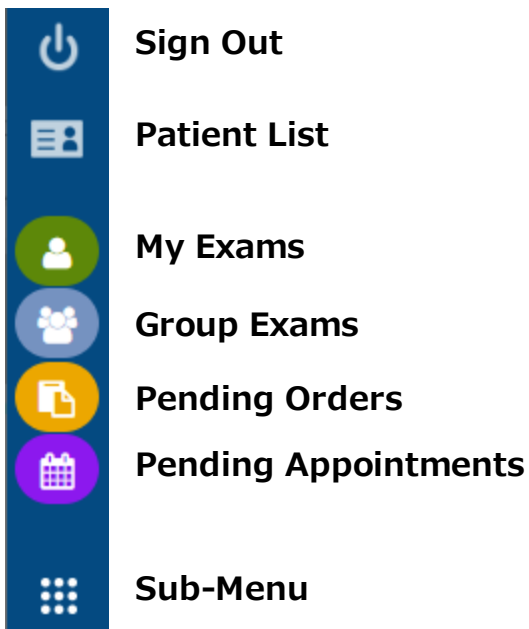 Sign Out
Patient List
My Exams
Group Exams
Pending Orders
Pending Appointments
Sub-Menu